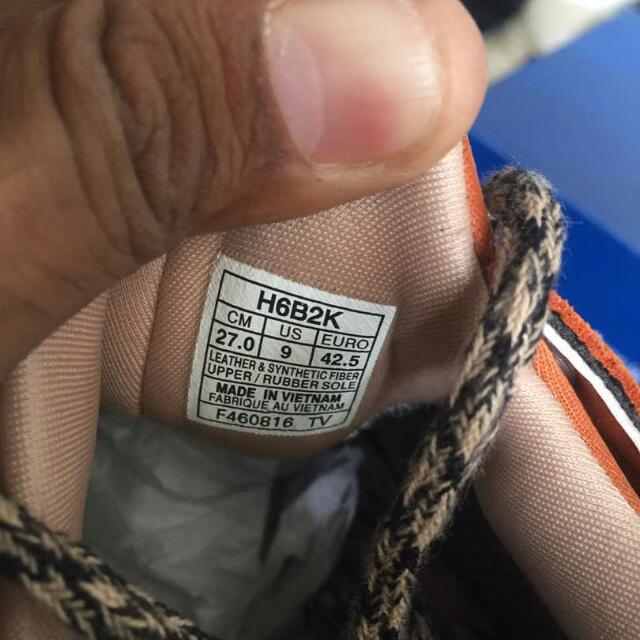 H6B2K
CM US EURO
27.0 9 42.5
LEATHER & SYNTHETIC FIBER
UPPER / RUBBER SOLE
MADE IN VIETNAM
FABRIQUE AU VIETNAM
F460816 TV